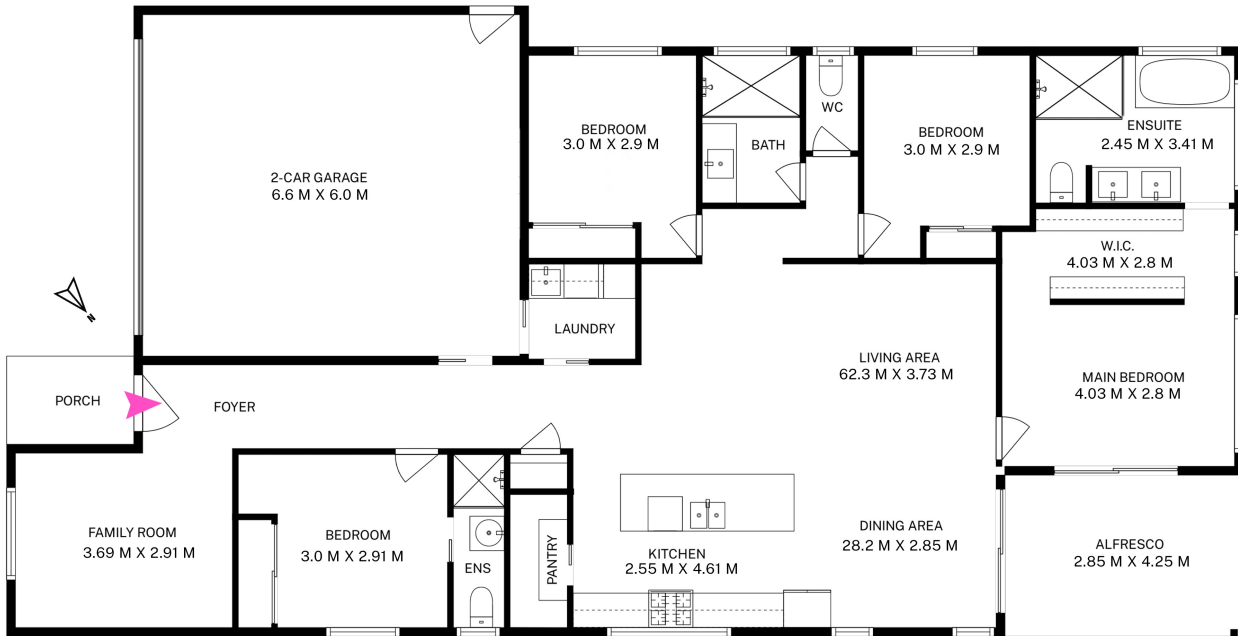 2-CAR GARAGE
6.6 M X 6.0 M
BEDROOM
3.0 M X 2.9 M
BATH
WC
BEDROOM
3.0 M X 2.9 M
ENSUITE
2.45 M X 3.41 M
W.I.C.
4.03 M X 2.8 M
N
LAUNDRY
LIVING AREA
62.3 M X 3.73 M
MAIN BEDROOM
4.03 M X 2.8 M
PORCH
FOYER
FAMILY ROOM
3.69 M X 2.91 M
BEDROOM
3.0 M X 2.91 M
ENS
PANTRY
KITCHEN
2.55 M X 4.61 M
DINING AREA
28.2 M X 2.85 M
ALFRESCO
2.85 M X 4.25 M